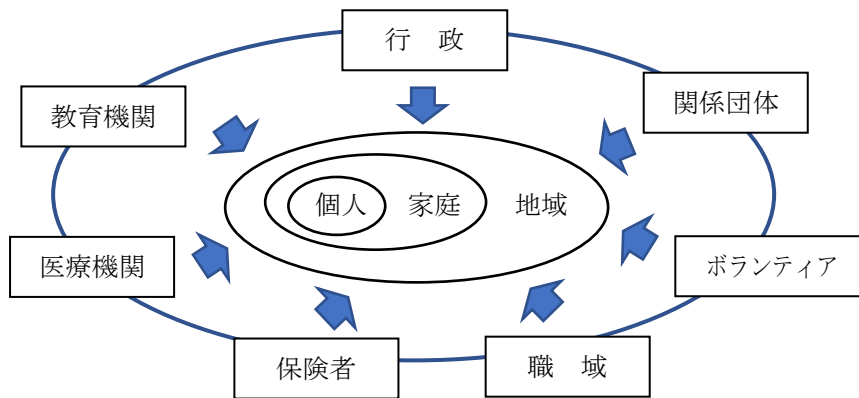 行　政
教育機関
関係団体
個人
家庭
地域
医療機関
ボランティア
保険者
職　域